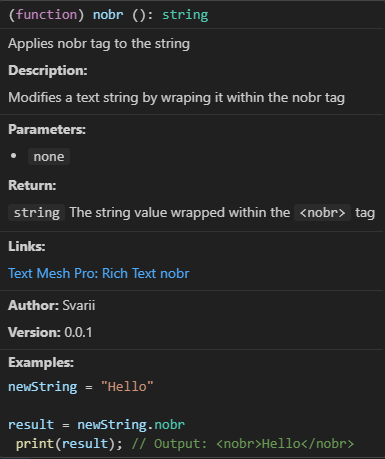 (function) nobr (): string
Applies nobr tag to the string
Description:
Modifies a text string by wraping it within the nobr tag
Parameters:
• none
Return:
string The string value wrapped within the <nobr> tag
Links:
Text Mesh Pro: Rich Text nobr
Author: Svarii
Version: 0.0.1
Examples:
newString = "Hello"
result = newString.nobr
print(result); // Output: <nobr>Hello</nobr>